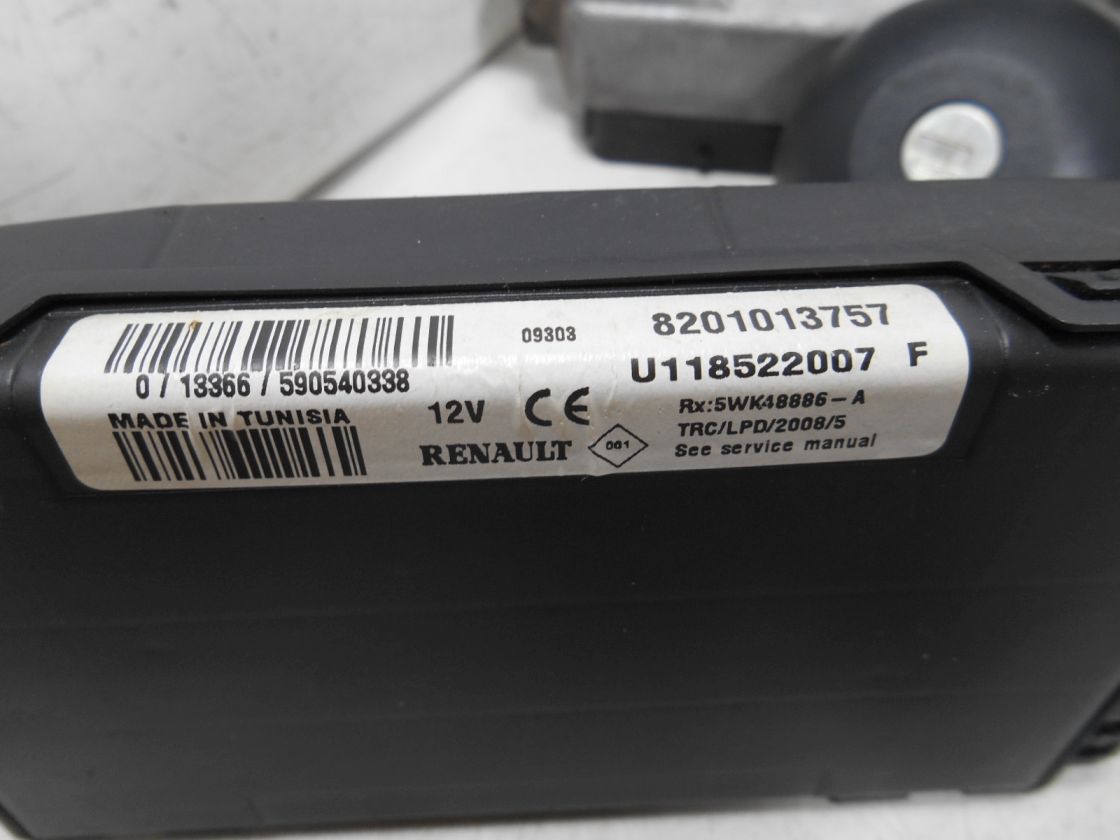 09303
8201013757
0 / 13366 / 590540338
U118522007 F
MADE IN TUNISIA
12V CE
Rx:5WK48886-A
TRC/LPD/2008/5
RENAULT 001
See service manual